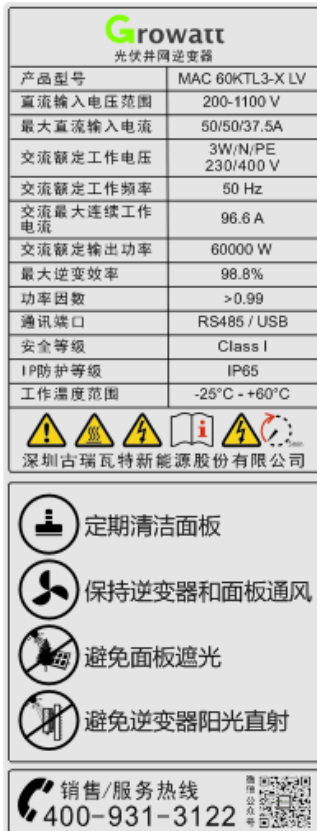 Growatt
光伏并网逆变器
产品型号 MAC 60KTL3-X LV
直流输入电压范围 200-1100 V
最大直流输入电流 50/50/37.5A
交流额定工作电压 3W/N/PE 230/400 V
交流额定工作频率 50 Hz
交流最大连续工作电流 96.6 A
交流额定输出功率 60000 W
最大逆变效率 98.8%
功率因数 >0.99
通讯端口 RS485 / USB
安全等级 Class I
IP防护等级 IP65
工作温度范围 -25°C - +60°C
深圳古瑞瓦特新能源股份有限公司
定期清洁面板
保持逆变器和面板通风
避免面板遮光
避免逆变器阳光直射
销售/服务热线
400-931-3122
微信公众号